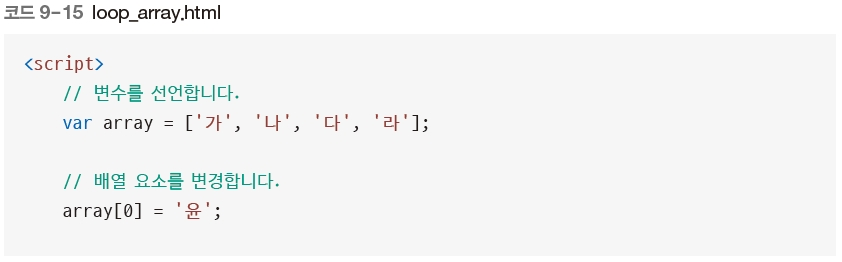 코드 9-15 loop_array.html
<script>
// 변수를 선언합니다.
var array = ['가', '나', '다', '라'];
// 배열 요소를 변경합니다.
array[0] = '윤';